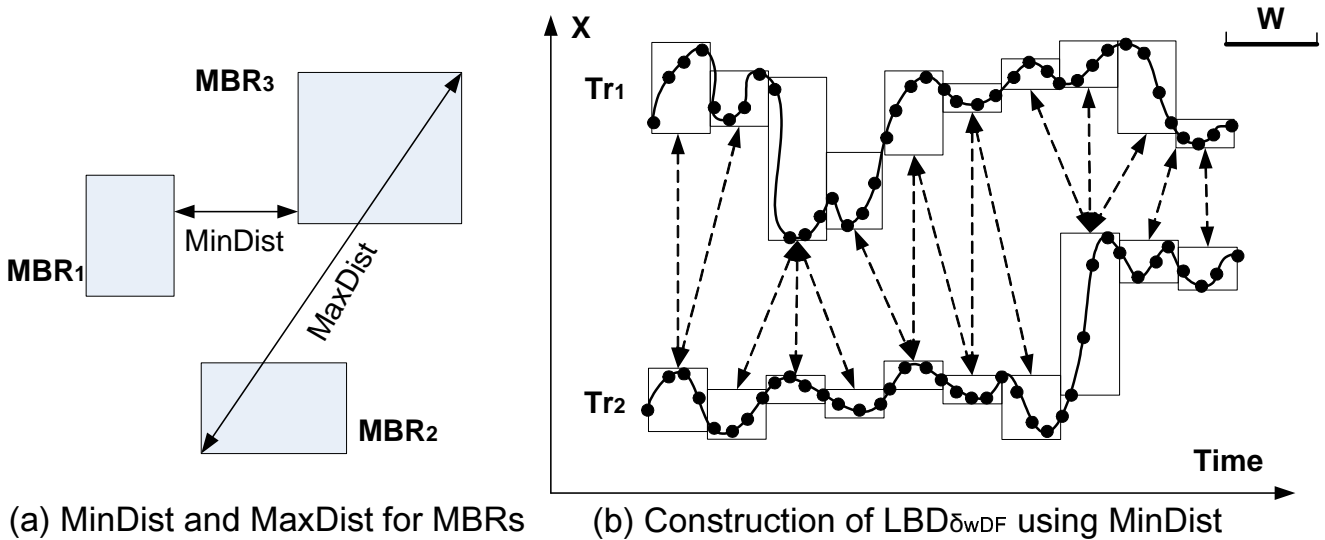 MBR3
MinDist
MBR1
MaxDist
MBR2
(a) MinDist and MaxDist for MBRs
X
W
Tr1
Tr2
Time
(b) Construction of LBDδwDF using MinDist